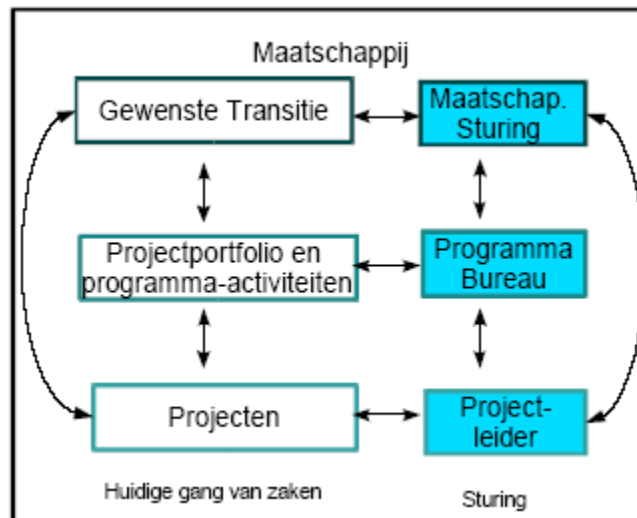 Maatschappij
Gewenste Transitie
Maatschap.
Sturing
Projectportfolio en
programma-activiteiten
Programma
Bureau
Projecten
Project-
leider
Huidige gang van zaken
Sturing